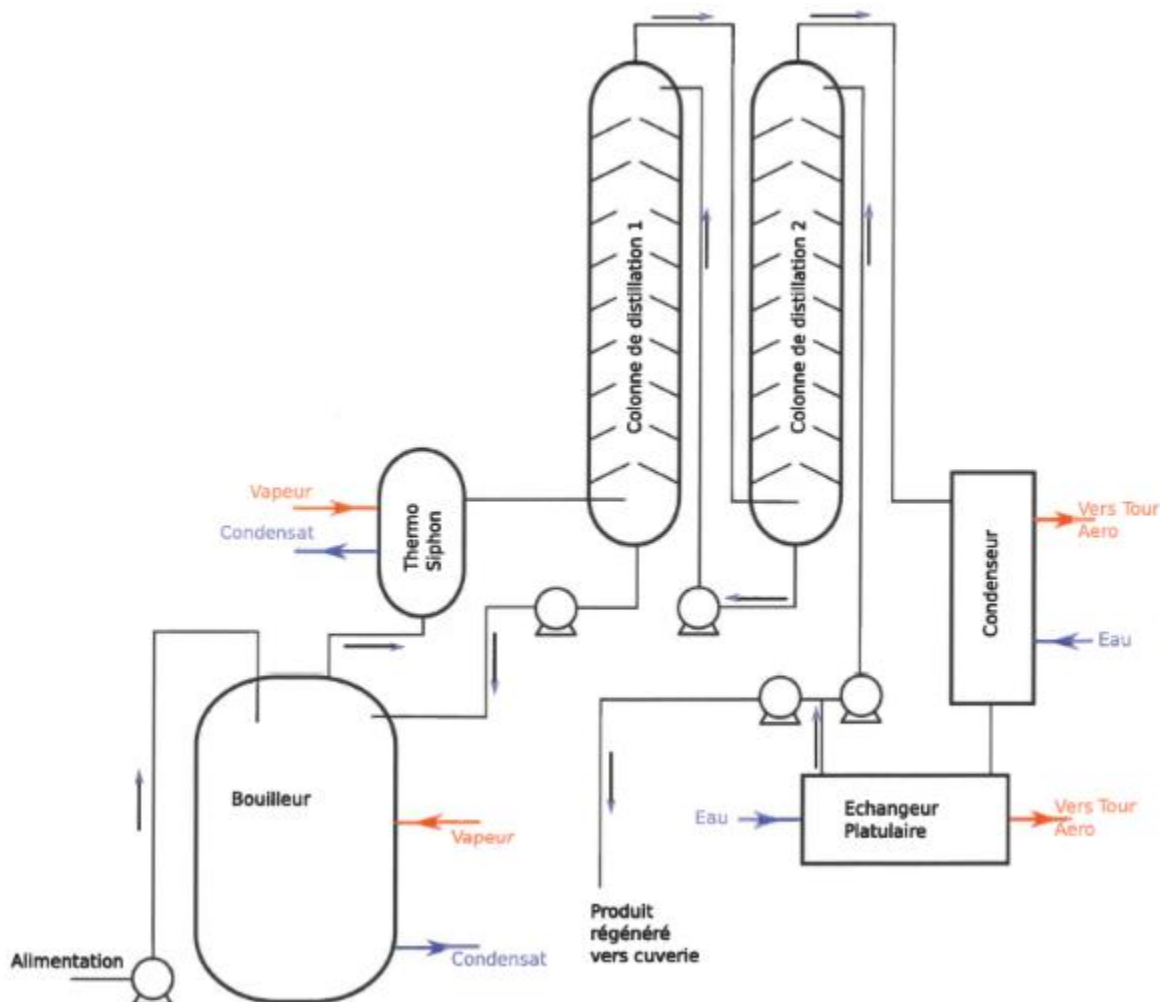 Colonne de distillation 1
Colonne de distillation 2
Vapeur
Condensat
Thermo
Siphon
Vers Tour
Aero
Condenseur
Eau
Bouilleur
Vapeur
Condensat
Alimentation
Eau
Echangeur
Platulaire
Vers Tour
Aero
Produit
régénéré
vers cuverie